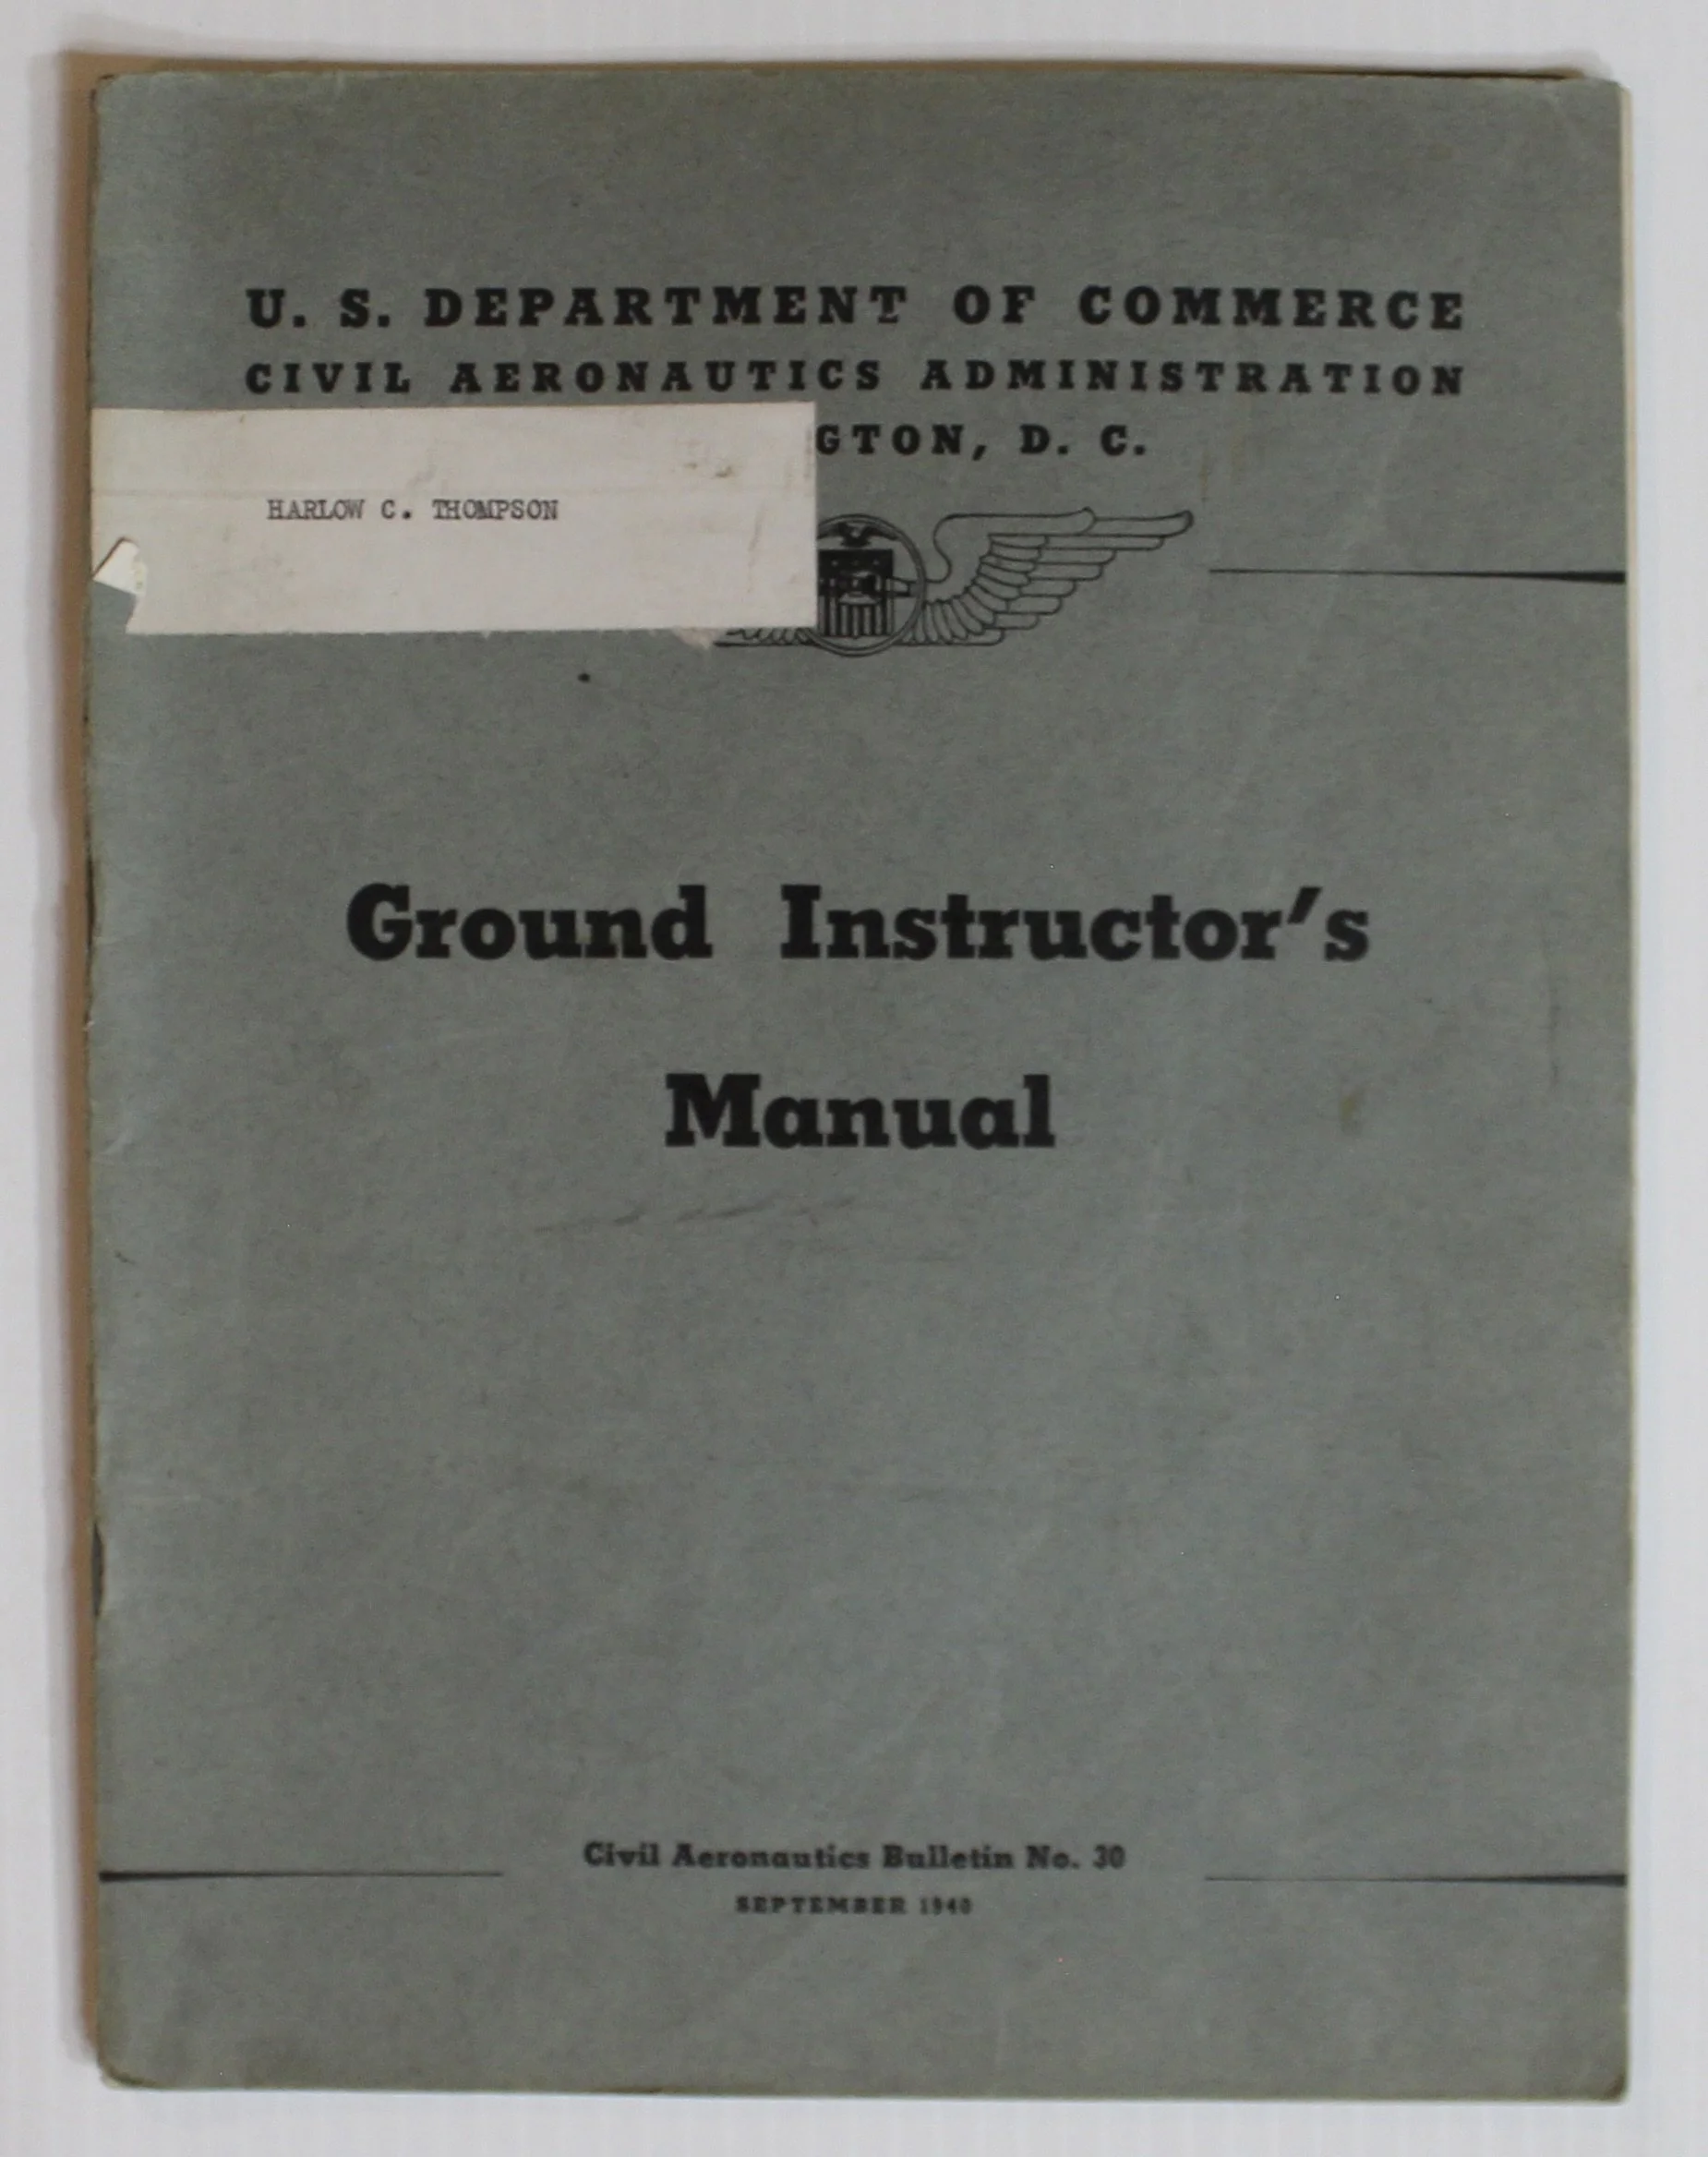 U. S. DEPARTMENT OF COMMERCE
CIVIL AERONAUTICS ADMINISTRATION
GTON, D. C.
HARLOW C. THOMPSON
Ground Instructor's
Manual
Civil Aeronautics Bulletin No. 30
SEPTEMBER 1940